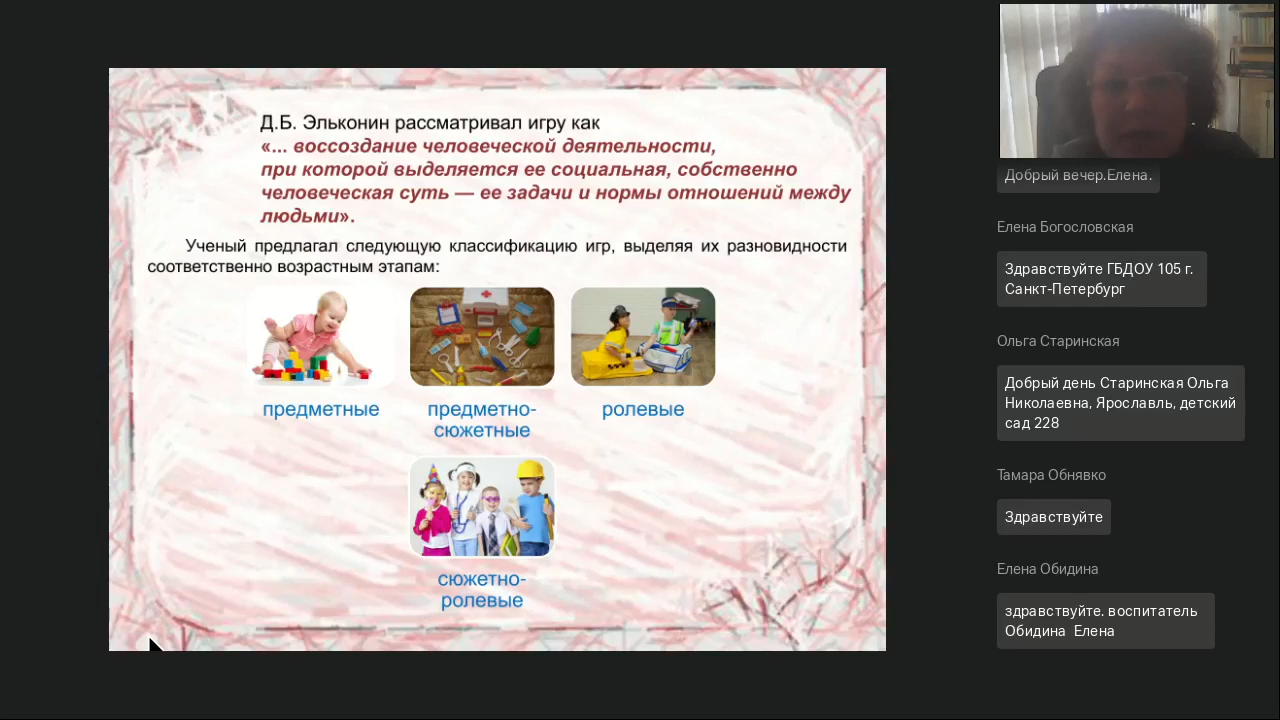 Д.Б. Эльконин рассматривал игру как
«... воссоздание человеческой деятельности,
при которой выделяется ее социальная, собственно
человеческая суть — ее задачи и нормы отношений между
людьми».
Ученый предлагал следующую классификацию игр, выделяя их разновидности
соответственно возрастным этапам:
предметные
предметно-
сюжетные
ролевые
сюжетно-
ролевые
Добрый вечер.Елена.
Елена Богословская
Здравствуйте ГБДОУ 105 г.
Санкт-Петербург
Ольга Старинская
Добрый день Старинская Ольга
Николаевна, Ярославль, детский
сад 228
Тамара Обнявко
Здравствуйте
Елена Обидина
здравствуйте. воспитатель
Обидина  Елена